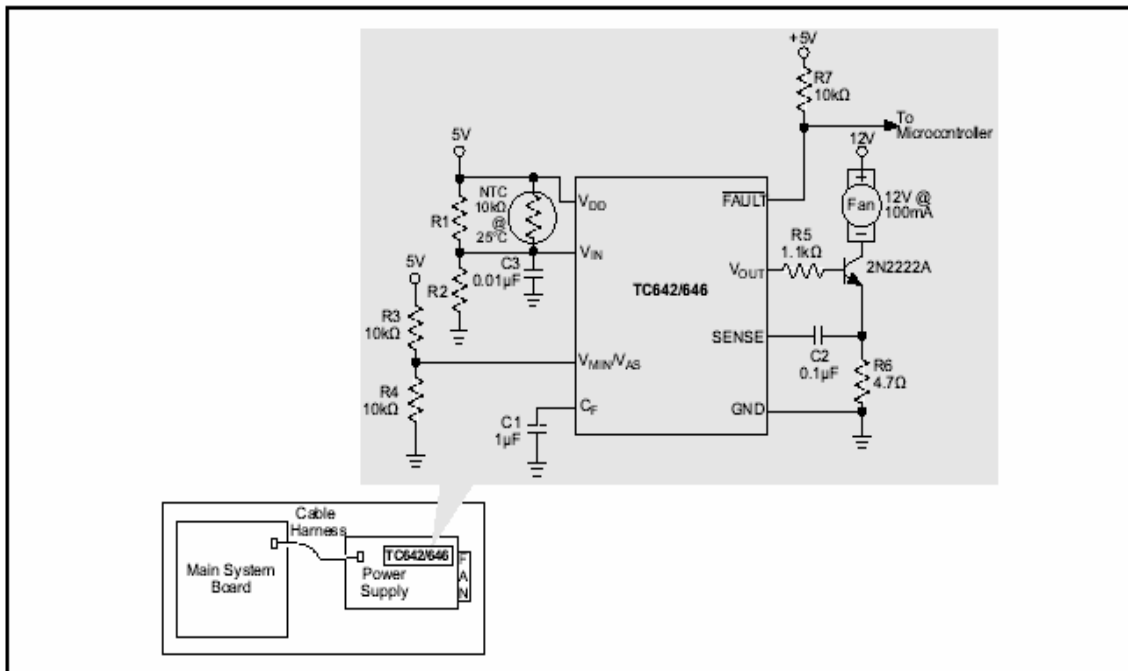 +5V
R7
10kΩ
To
Microcontroller
5V
12V
NTC
10kΩ
@
25°C
R1
VDD
FAULT
Fan
12V @
100mA
VIN
R5
1.1kΩ
5V
C3
0.01µF
R2
VOUT
2N2222A
TC642/646
R3
10kΩ
SENSE
C2
0.1µF
VMIN/VAS
R6
4.7Ω
R4
10kΩ
CF
GND
C1
1µF
Cable
Harness
TC642/646
FAN
Main System
Board
Power
Supply